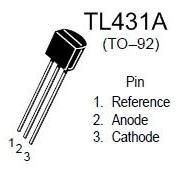 TL431A
(TO–92)
Pin
1. Reference
2. Anode
3. Cathode
1
2
3